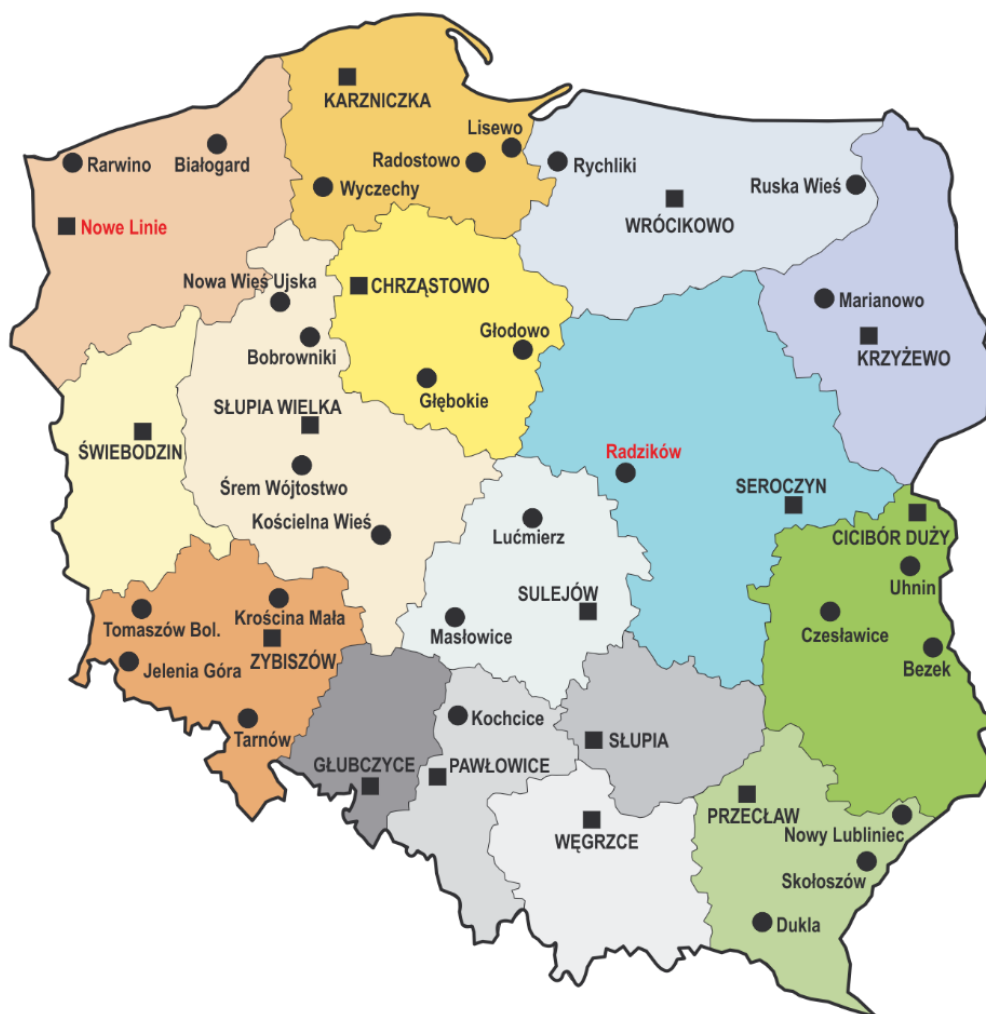 KARZNICZKA
Lisewo
Rarwino
Białogard
Radostowo
Rychliki
Wyczechy
Ruska Wieś
Nowe Linie
WRÓCIKOWO
Nowa Wieś Ujska
CHRZĄSTOWO
Marianowo
Głodowo
Bobrowniki
KRZYŻEWO
Głębokie
SŁUPIA WIELKA
ŚWIEBODZIN
Radzików
Śrem Wójtostwo
SEROCZYN
Kościelna Wieś
Lućmierz
CICIBÓR DUŻY
Uhnin
SULEJÓW
Krościna Mała
Tomaszów Bol.
Masłowice
Czesławice
ZYBISZÓW
Jelenia Góra
Bezek
Kochcice
Tarnów
SŁUPIA
GŁUBCZYCE
PAWŁOWICE
PRZECŁAW
Nowy Lubliniec
WĘGRZCE
Skołoszów
Dukla